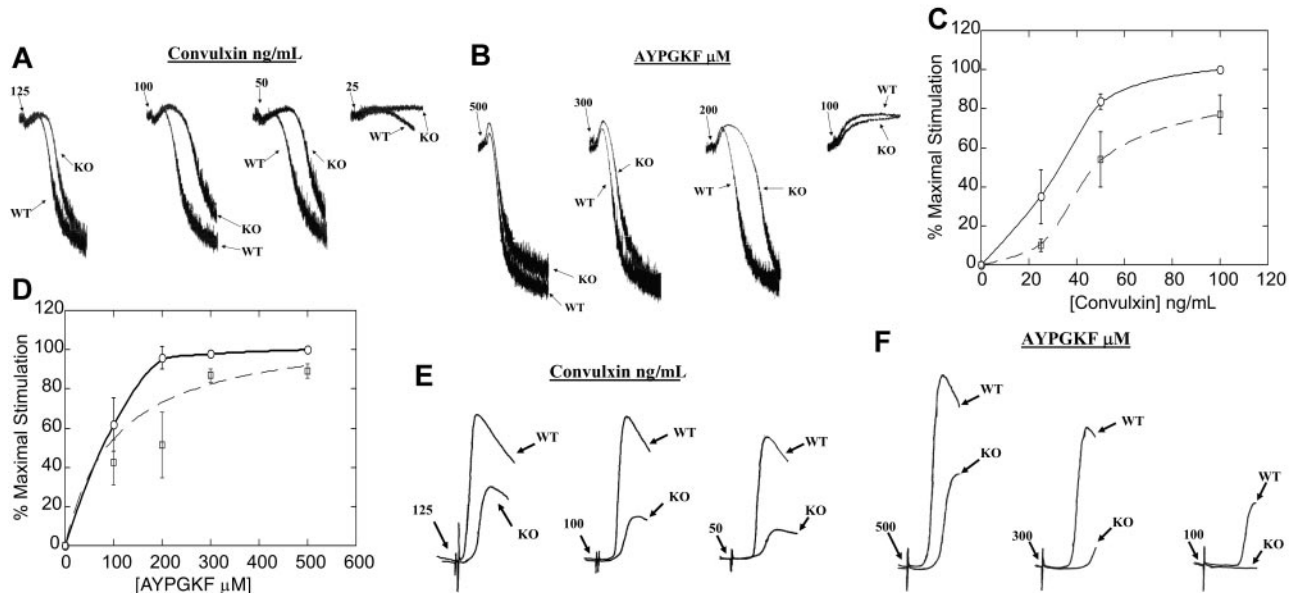 A
Convulxin ng/mL
125
100
50
25
KO
WT
KO
WT
WT
KO
WT
KO
B
AYPGKF µM
500
300
200
100
KO
WT
KO
WT
WT
KO
WT
KO
C
% Maximal Stimulation
120
100
80
60
40
20
0
0 20 40 60 80 100 120
[Convulxin] ng/mL
D
% Maximal Stimulation
120
100
80
60
40
20
0
0 100 200 300 400 500 600
[AYPGKF µM]
E
Convulxin ng/mL
125
WT
KO
100
WT
KO
50
WT
KO
F
AYPGKF µM
500
WT
KO
300
WT
KO
100
WT
KO